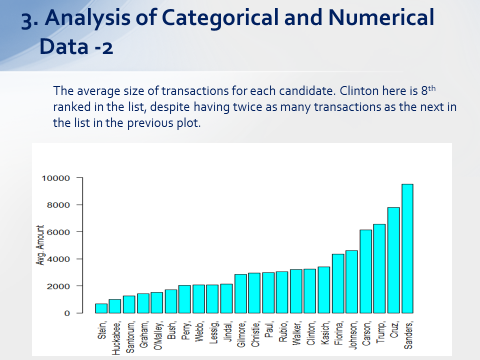 3. Analysis of Categorical and Numerical
Data -2
The average size of transactions for each candidate. Clinton here is 8th
ranked in the list, despite having twice as many transactions as the next in
the list in the previous plot.
Avg. Amount
10000
8000
6000
4000
2000
0
Stein,
Huckabee,
Santorum,
Graham,
O'Malley,
Bush,
Perry,
Webb,
Lessig,
Jindal,
Gilmore,
Christie,
Paul,
Rubio,
Walker,
Clinton,
Kasich,
Fiorina,
Johnson,
Carson,
Trump,
Cruz,
Sanders,